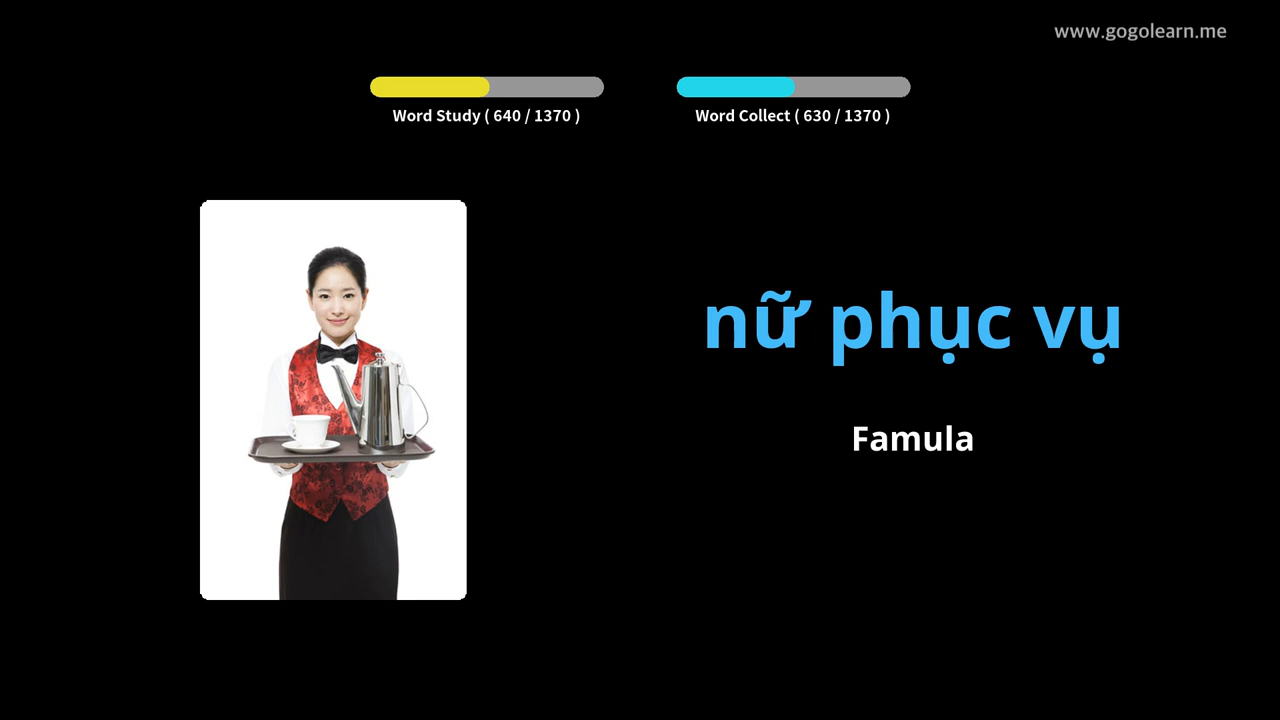 www.gogolearn.me
Word Study ( 640 / 1370 )
Word Collect ( 630 / 1370 )
nữ phục vụ
Famula